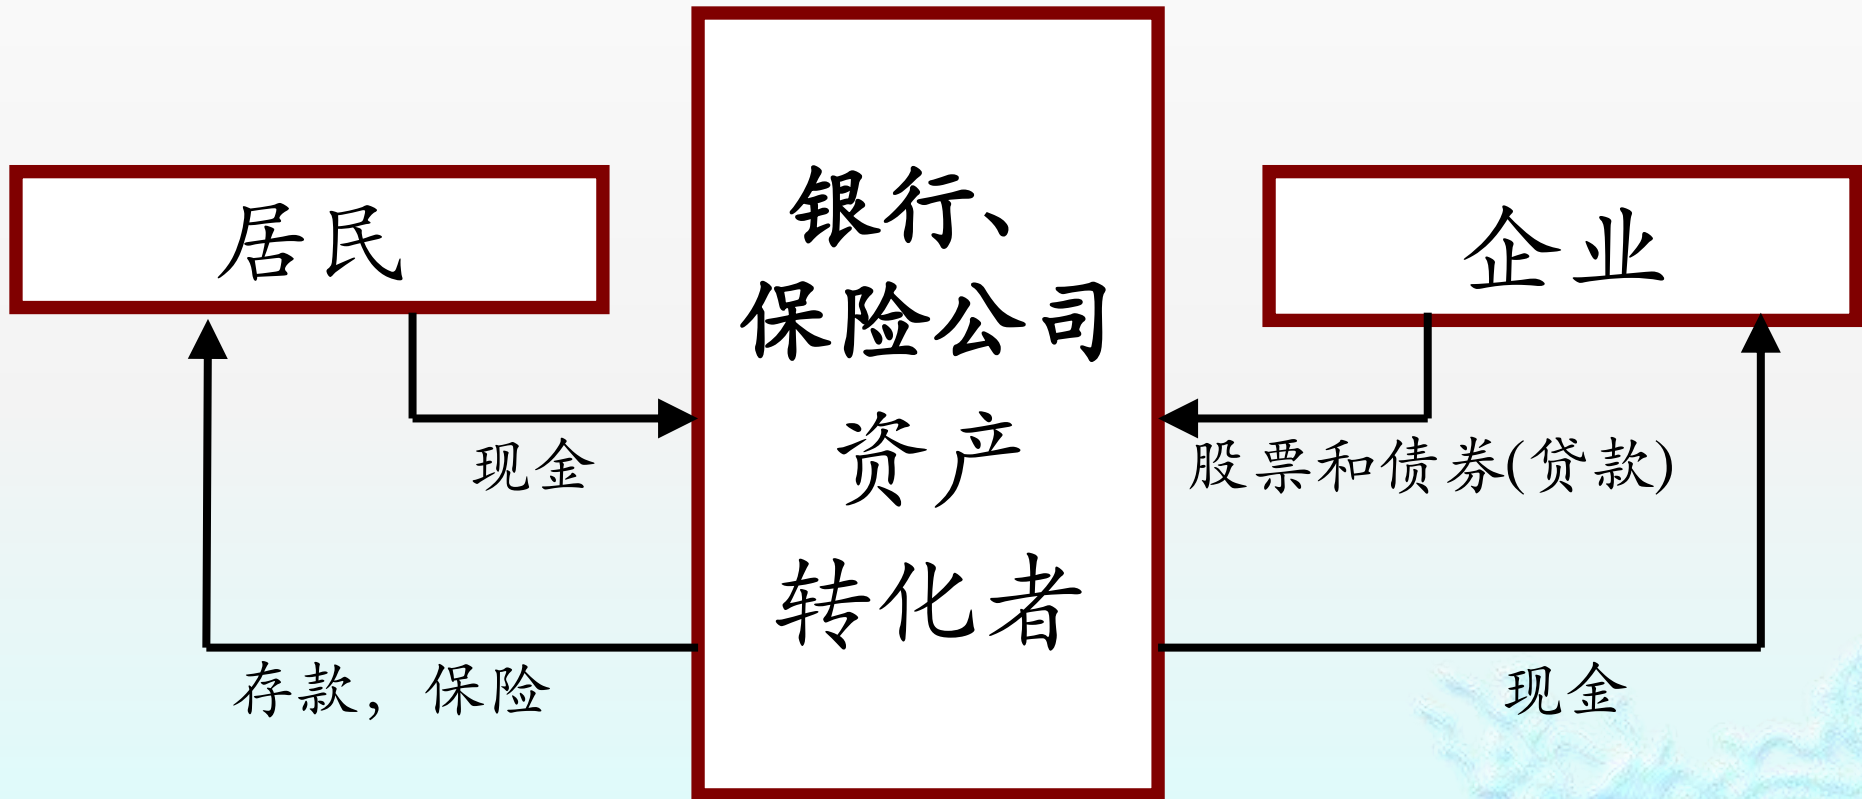 居民
现金
存款，保险
银行、
保险公司
资产
转化者
企业
股票和债券(贷款)
现金